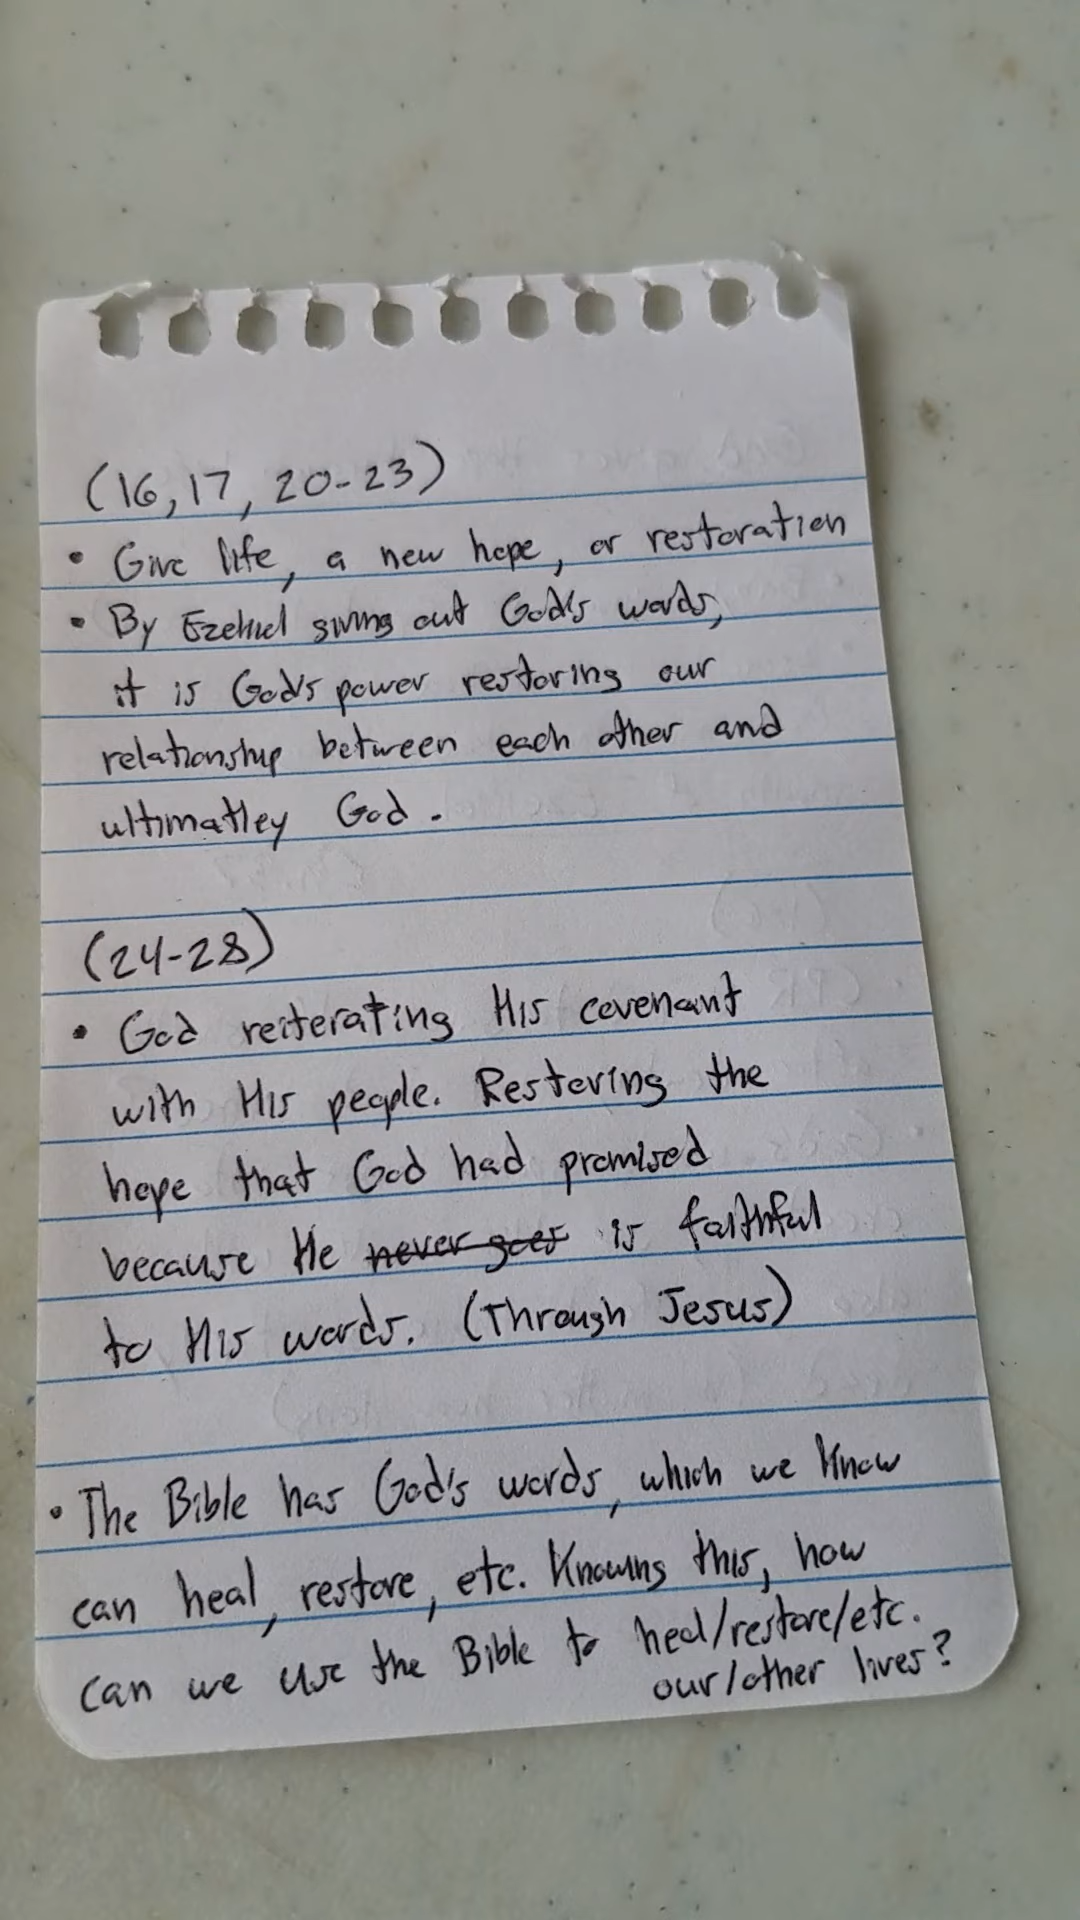 (16, 17, 20-23)
• Give life, a new hope, or restoration
• By Ezekiel giving out God's words,
it is God's power restoring our
relationship between each other and
ultimatley God.
(24-28)
• God reiterating His covenant
with His people. Restoring the
hope that God had promised
because He never goes is faithful
to His words. (Through Jesus)
• The Bible has God's words, which we know
can heal, restore, etc. Knowing this, how
can we use the Bible to heal/restore/etc.
our/other lives?